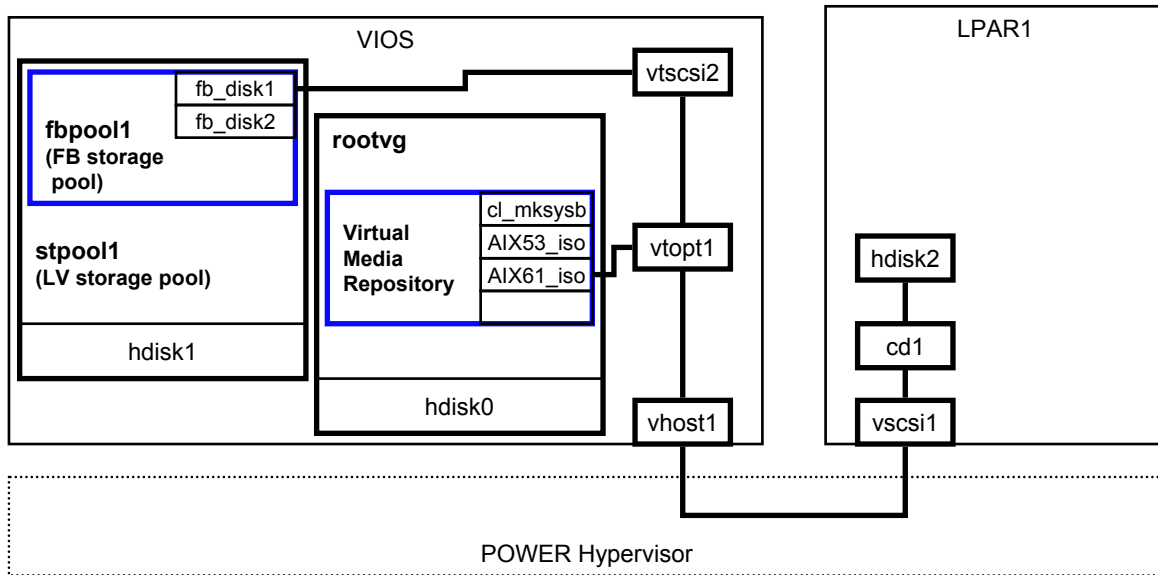 VIOS
LPAR1
fb_disk1
fb_disk2
fbpool1
(FB storage
pool)
stpool1
(LV storage pool)
hdisk1
rootvg
Virtual
Media
Repository
cl_mksysb
AIX53_iso
AIX61_iso
hdisk0
vtscsi2
vtopt1
vhost1
hdisk2
cd1
vscsi1
POWER Hypervisor